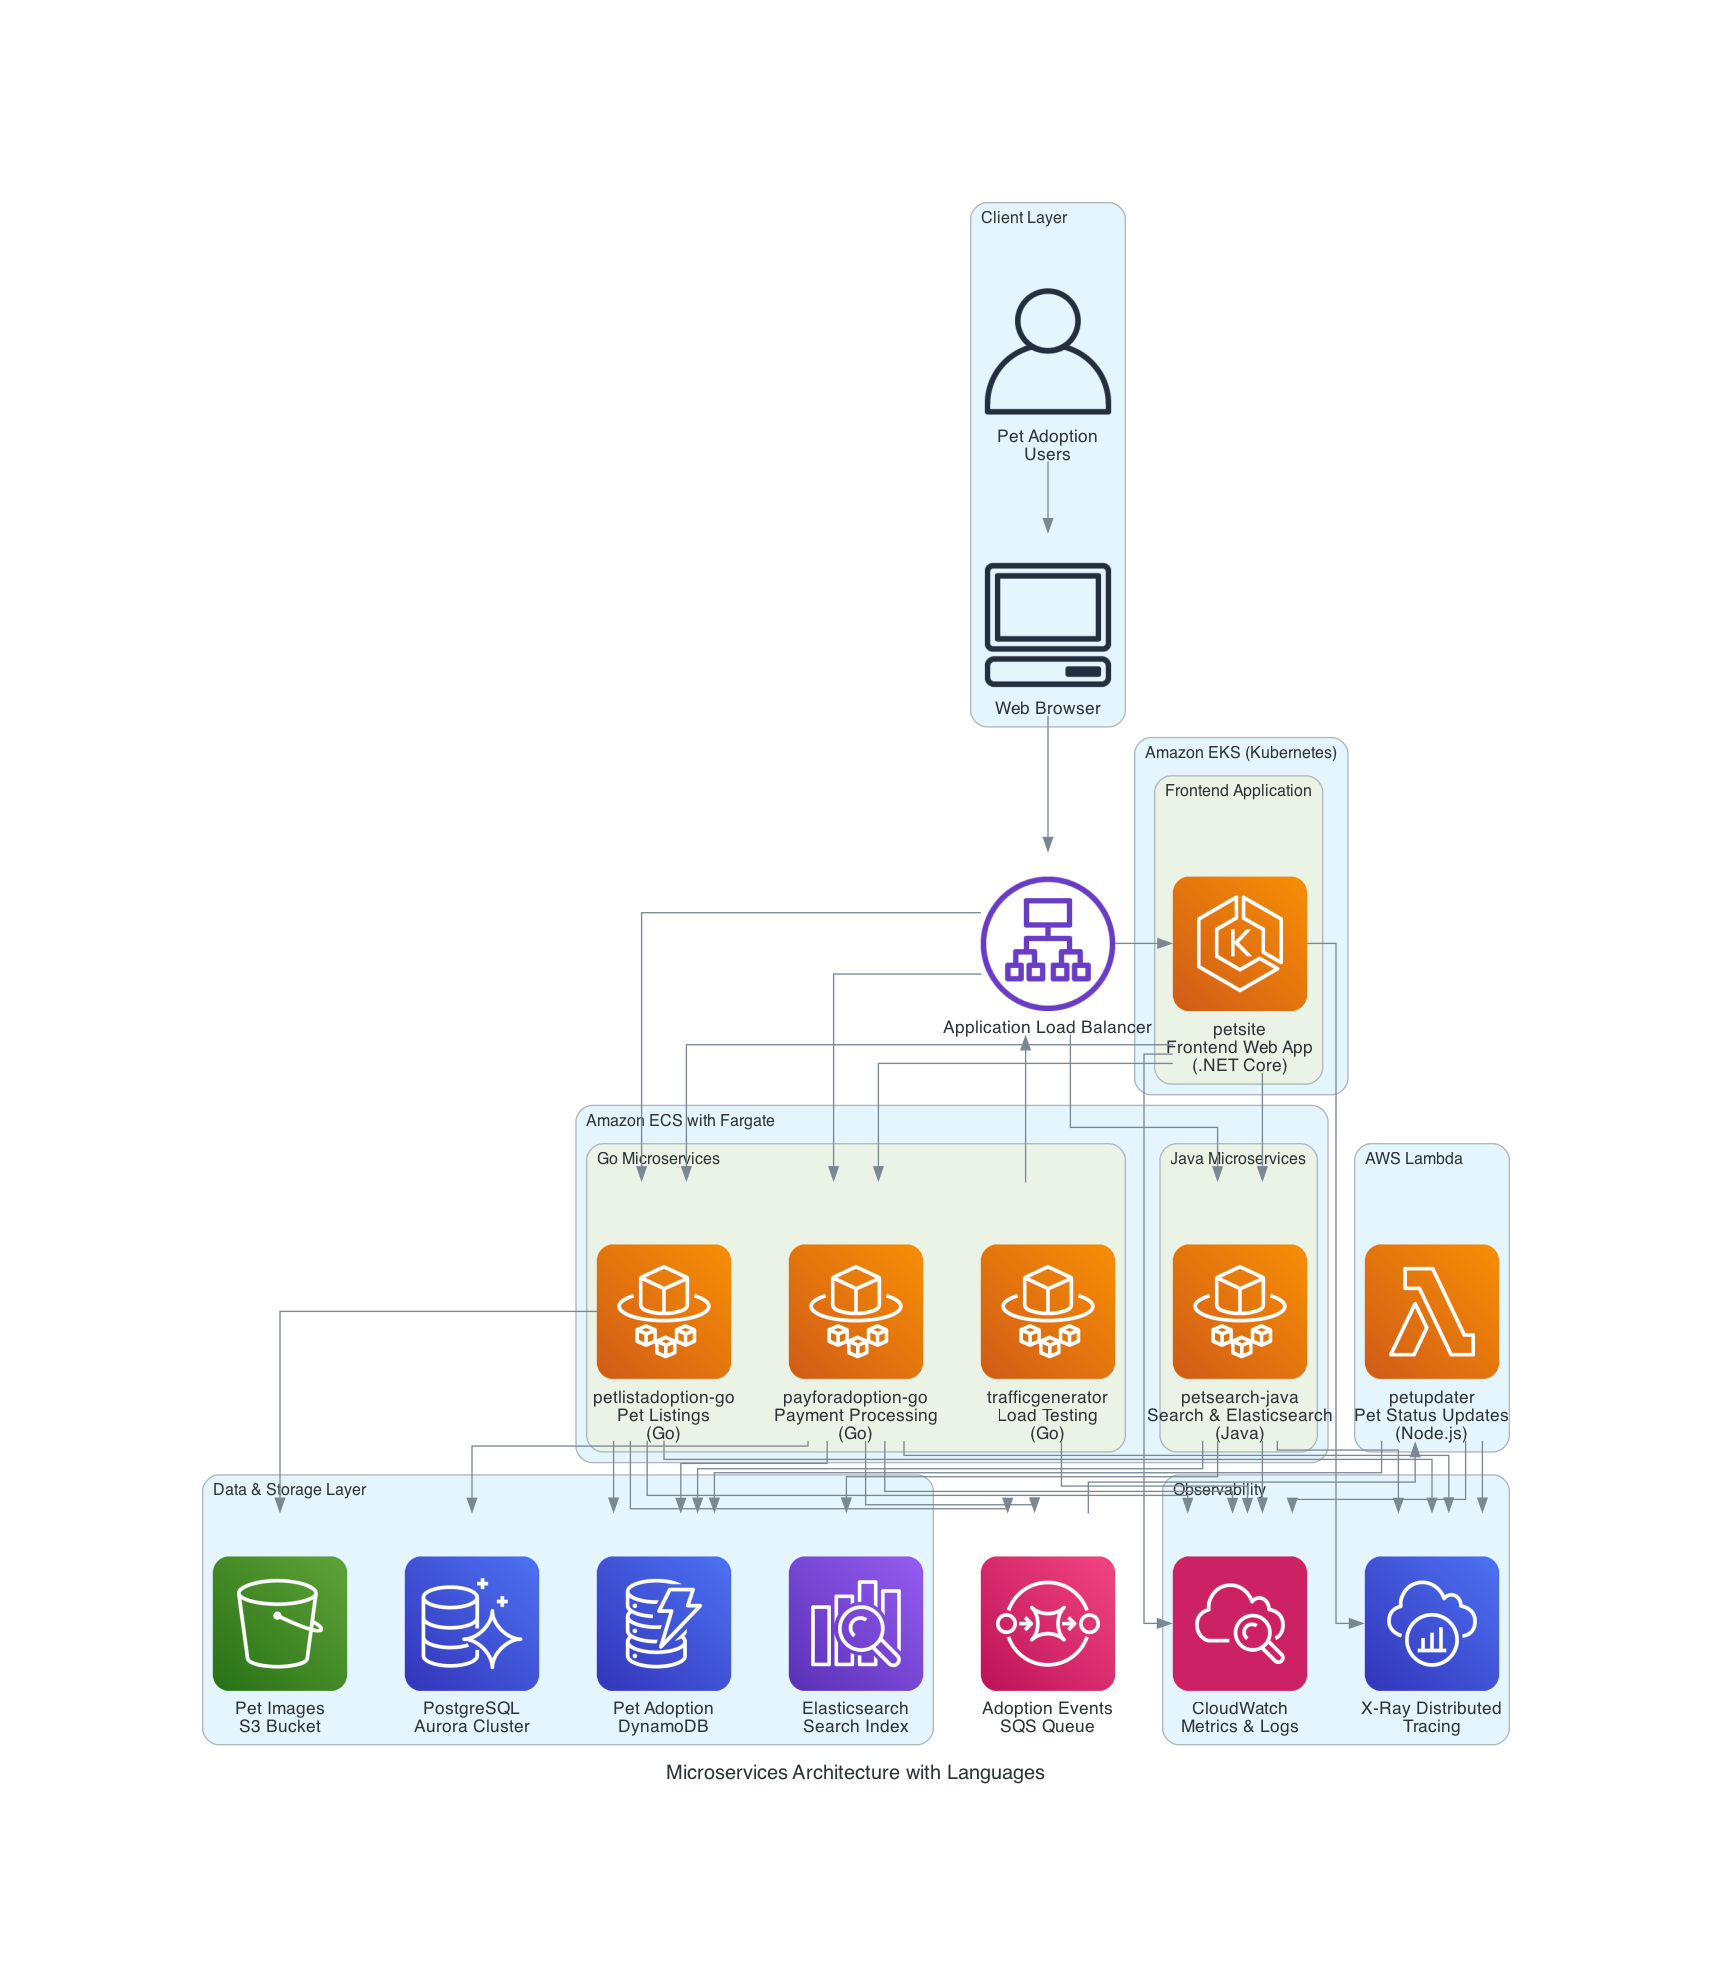 Client Layer
Pet Adoption
Users
Web Browser
Amazon EKS (Kubernetes)
Frontend Application
Application Load Balancer
petsite
Frontend Web App
(.NET Core)
Amazon ECS with Fargate
Go Microservices
Java Microservices
AWS Lambda
petlistadoption-go
Pet Listings
(Go)
payforadoption-go
Payment Processing
(Go)
trafficgenerator
Load Testing
(Go)
petsearch-java
Search & Elasticsearch
(Java)
petupdater
Pet Status Updates
(Node.js)
Data & Storage Layer
Observability
Pet Images
S3 Bucket
PostgreSQL
Aurora Cluster
Pet Adoption
DynamoDB
Elasticsearch
Search Index
Adoption Events
SQS Queue
CloudWatch
Metrics & Logs
X-Ray Distributed
Tracing
Microservices Architecture with Languages